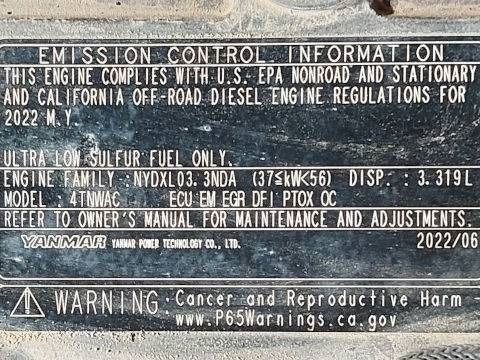 EMISSION CONTROL INFORMATION
THIS ENGINE COMPLIES WITH U.S. EPA NONROAD AND STATIONARY
AND CALIFORNIA OFF-ROAD DIESEL ENGINE REGULATIONS FOR
2022 M.Y
ULTRA LOW SULFUR FUEL ONLY.
ENGINE FAMILY : NYDXL03.3NDA (37≦kW<56) DISP. : 3.319L
MODEL : 4TNWAC ECU EM EGR DFI PTOX OC
REFER TO OWNER'S MANUAL FOR MAINTENANCE AND ADJUSTMENTS.
YANMAR YANMAR POWER TECHNOLOGY CO., LTD. 2022/06
WARNING: Cancer and Reproductive Harm -
www.P65Warnings.ca.gov